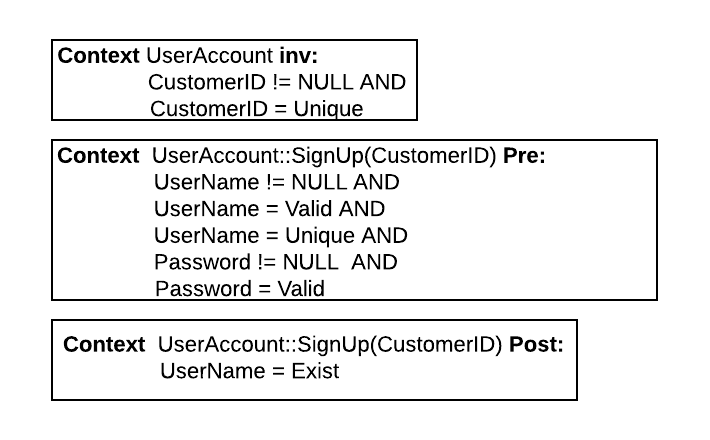 Context UserAccount inv:
CustomerID != NULL AND
CustomerID = Unique
Context UserAccount::SignUp(CustomerID) Pre:
UserName != NULL AND
UserName = Valid AND
UserName = Unique AND
Password != NULL AND
Password = Valid
Context UserAccount::SignUp(CustomerID) Post:
UserName = Exist